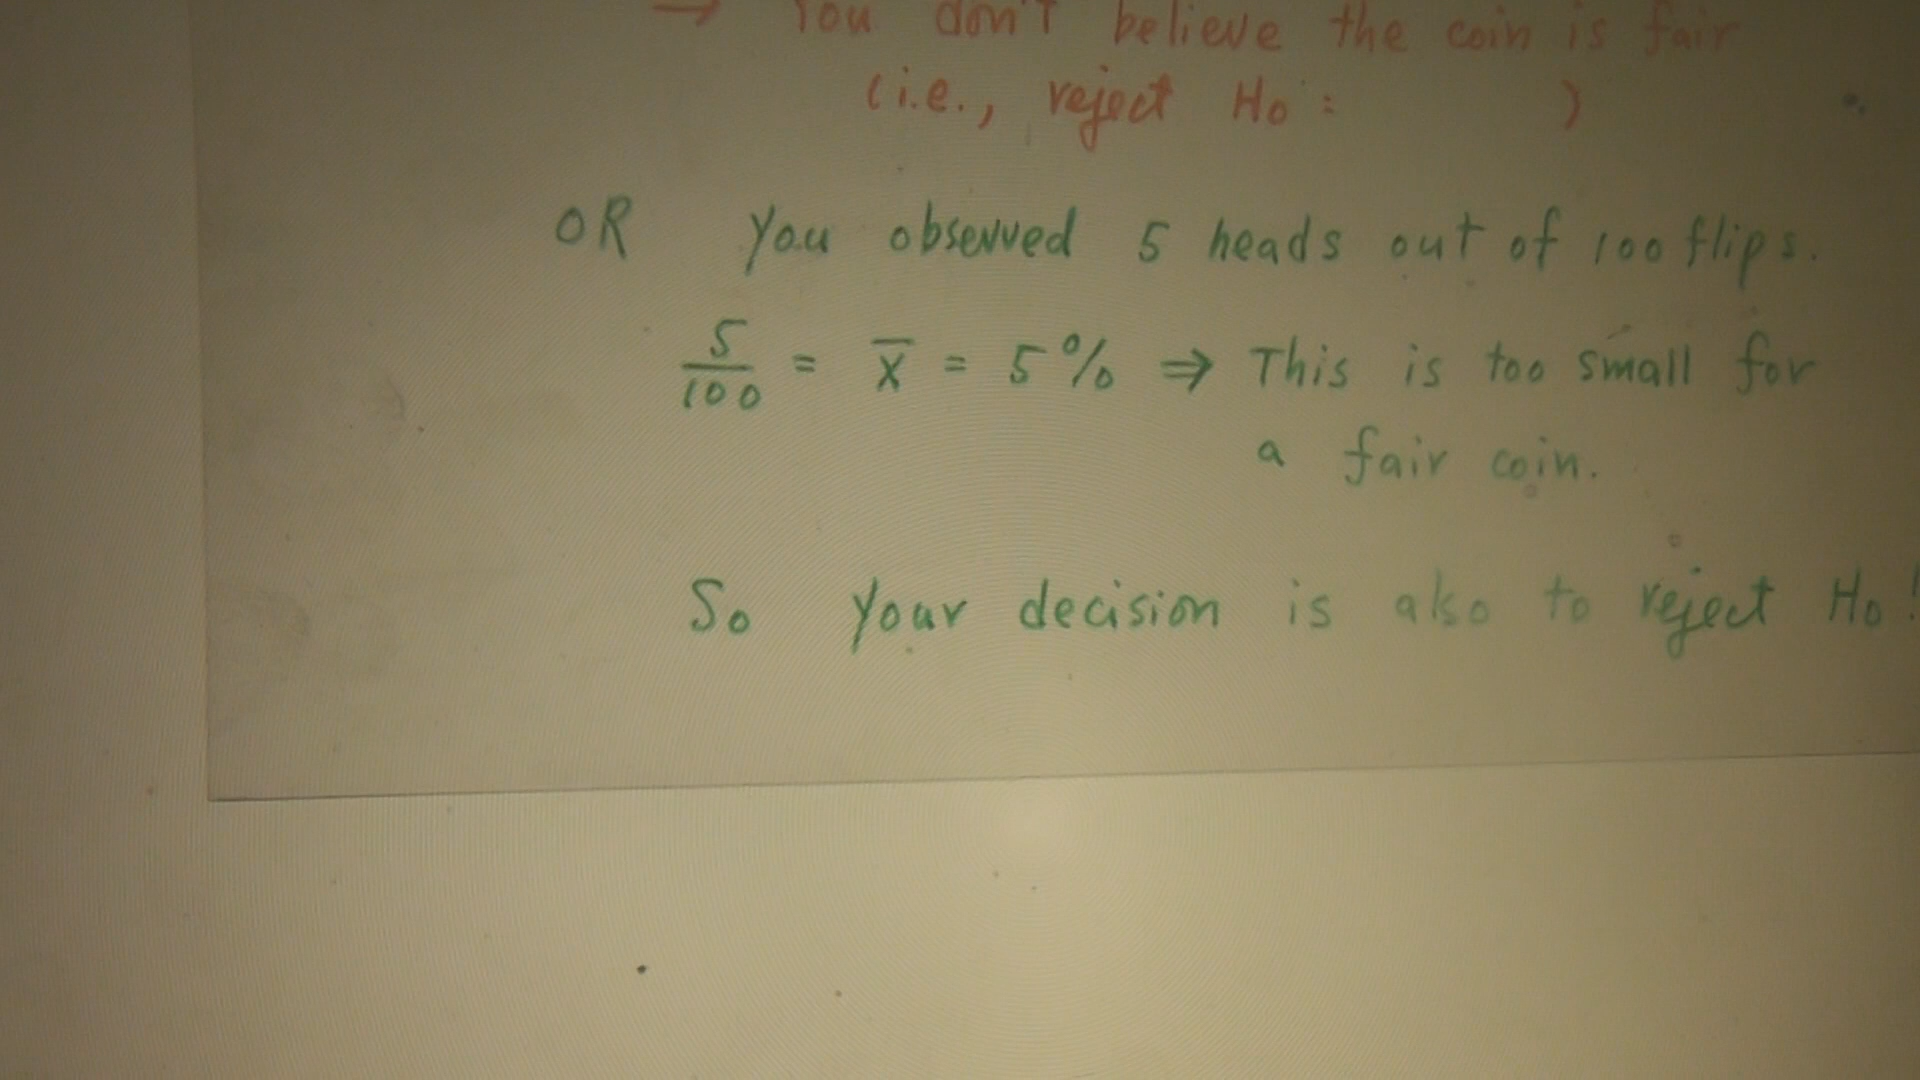 → You don't believe the coin is fair
(i.e., reject Ho : )
OR You observed 5 heads out of 100 flips.
5/100 = x̄ = 5% ⇒ This is too small for
a fair coin.
So your decision is also to reject Ho!